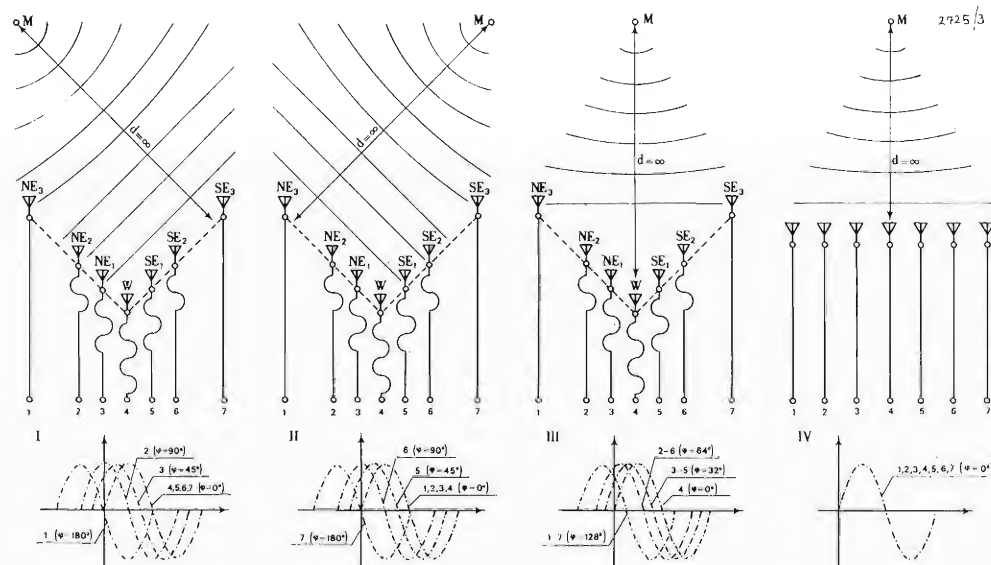 M
M
M
M
2725/3
d=∞
d=∞
d=∞
d=∞
NE₃
SE₃
NE₂
SE₂
NE₁
SE₁
W
NE₃
SE₃
NE₂
SE₂
NE₁
SE₁
W
NE₃
SE₃
NE₂
SE₂
NE₁
SE₁
W
1 2 3 4 5 6 7
1 2 3 4 5 6 7
1 2 3 4 5 6 7
1 2 3 4 5 6 7
I
2 (φ=90°)
3 (φ=45°)
4,5,6,7 (φ=0°)
1 (φ=180°)
II
6 (φ=90°)
5 (φ=45°)
1,2,3,4 (φ=0°)
7 (φ=180°)
III
2-6 (φ=64°)
3-5 (φ=32°)
4 (φ=0°)
1-7 (φ=128°)
IV
1,2,3,4,5,6,7 (φ=0°)